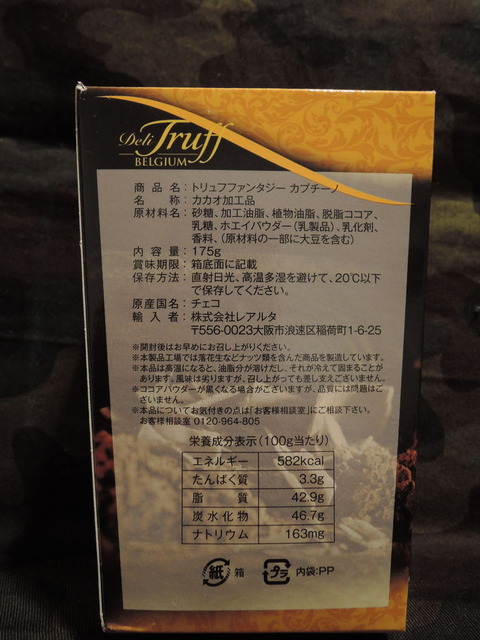 Deli Truff
BELGIUM
商品名：トリュフファンタジー カプチーノ
名称：カカオ加工品
原材料名：砂糖、加工油脂、植物油脂、脱脂ココア、
乳糖、ホエイパウダー（乳製品）、乳化剤、
香料、（原材料の一部に大豆を含む）
内容量：175g
賞味期限：箱底面に記載
保存方法：直射日光、高温多湿を避けて、20℃以下
で保存してください。
原産国名：チェコ
輸入者：株式会社レアルタ
〒556-0023大阪市浪速区稲荷町1-6-25
※開封後はお早めにお召し上がりください。
※本製品工場では落花生などナッツ類を含んだ商品を製造しています。
※本品は高温になると、油脂分が溶けだし、それが冷えて固まることが
あります。風味は劣りますが、召し上がっても差し支えございません。
※ココアパウダーが黒くなる場合がございますが、品質には問題はご
ざいません。
※本品についてお気付きの点は「お客様相談室」にご相談下さい。
お客様相談室 0120-964-805
栄養成分表示（100g当たり）
エネルギー 582kcal
たんぱく質 3.3g
脂質 42.9g
炭水化物 46.7g
ナトリウム 163mg
紙 箱 プラ 内袋:PP